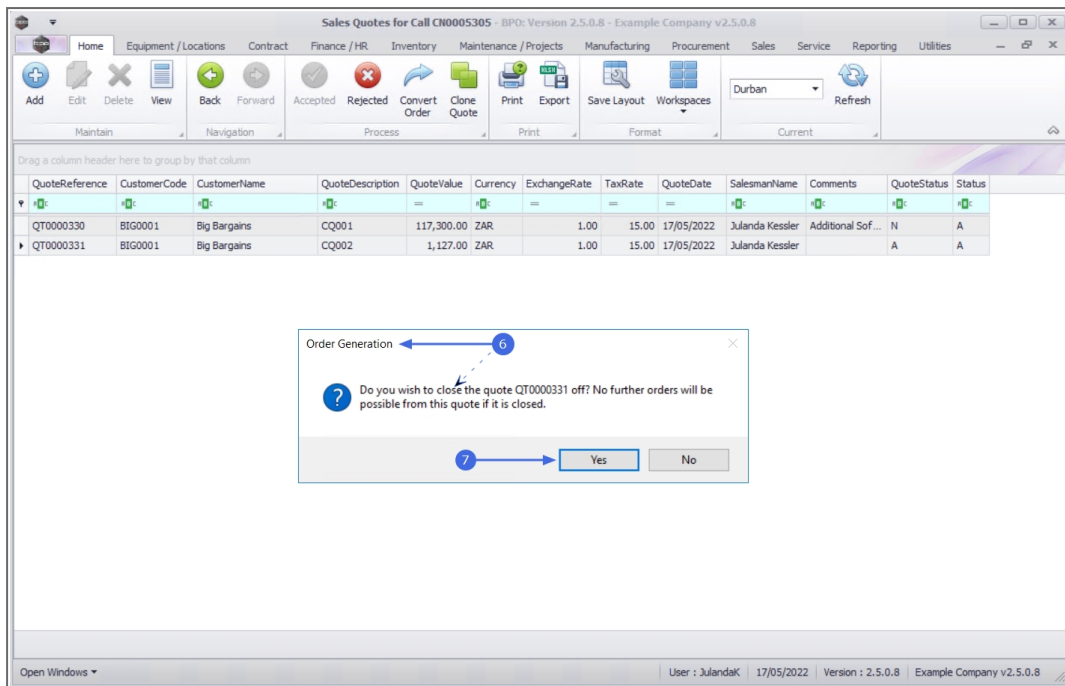 Sales Quotes for Call CN0005305 - BPO: Version 2.5.0.8 - Example Company v2.5.0.8
Home Equipment / Locations Contract Finance / HR Inventory Maintenance / Projects Manufacturing Procurement Sales Service Reporting Utilities
Add Edit Delete View Back Forward Accepted Rejected Convert Order Clone Quote Print Export Save Layout Workspaces Durban Refresh
Maintain Navigation Process Print Format Current
Drag a column header here to group by that column
QuoteReference CustomerCode CustomerName QuoteDescription QuoteValue Currency ExchangeRate TaxRate QuoteDate SalesmanName Comments QuoteStatus Status
QT0000330 BIG0001 Big Bargains CQ001 117,300.00 ZAR 1.00 15.00 17/05/2022 Julanda Kessler Additional Sof... N A
QT0000331 BIG0001 Big Bargains CQ002 1,127.00 ZAR 1.00 15.00 17/05/2022 Julanda Kessler A A
Order Generation 6
Do you wish to close the quote QT0000331 off? No further orders will be
possible from this quote if it is closed.
7 Yes No
Open Windows User : JulandaK 17/05/2022 Version : 2.5.0.8 Example Company v2.5.0.8